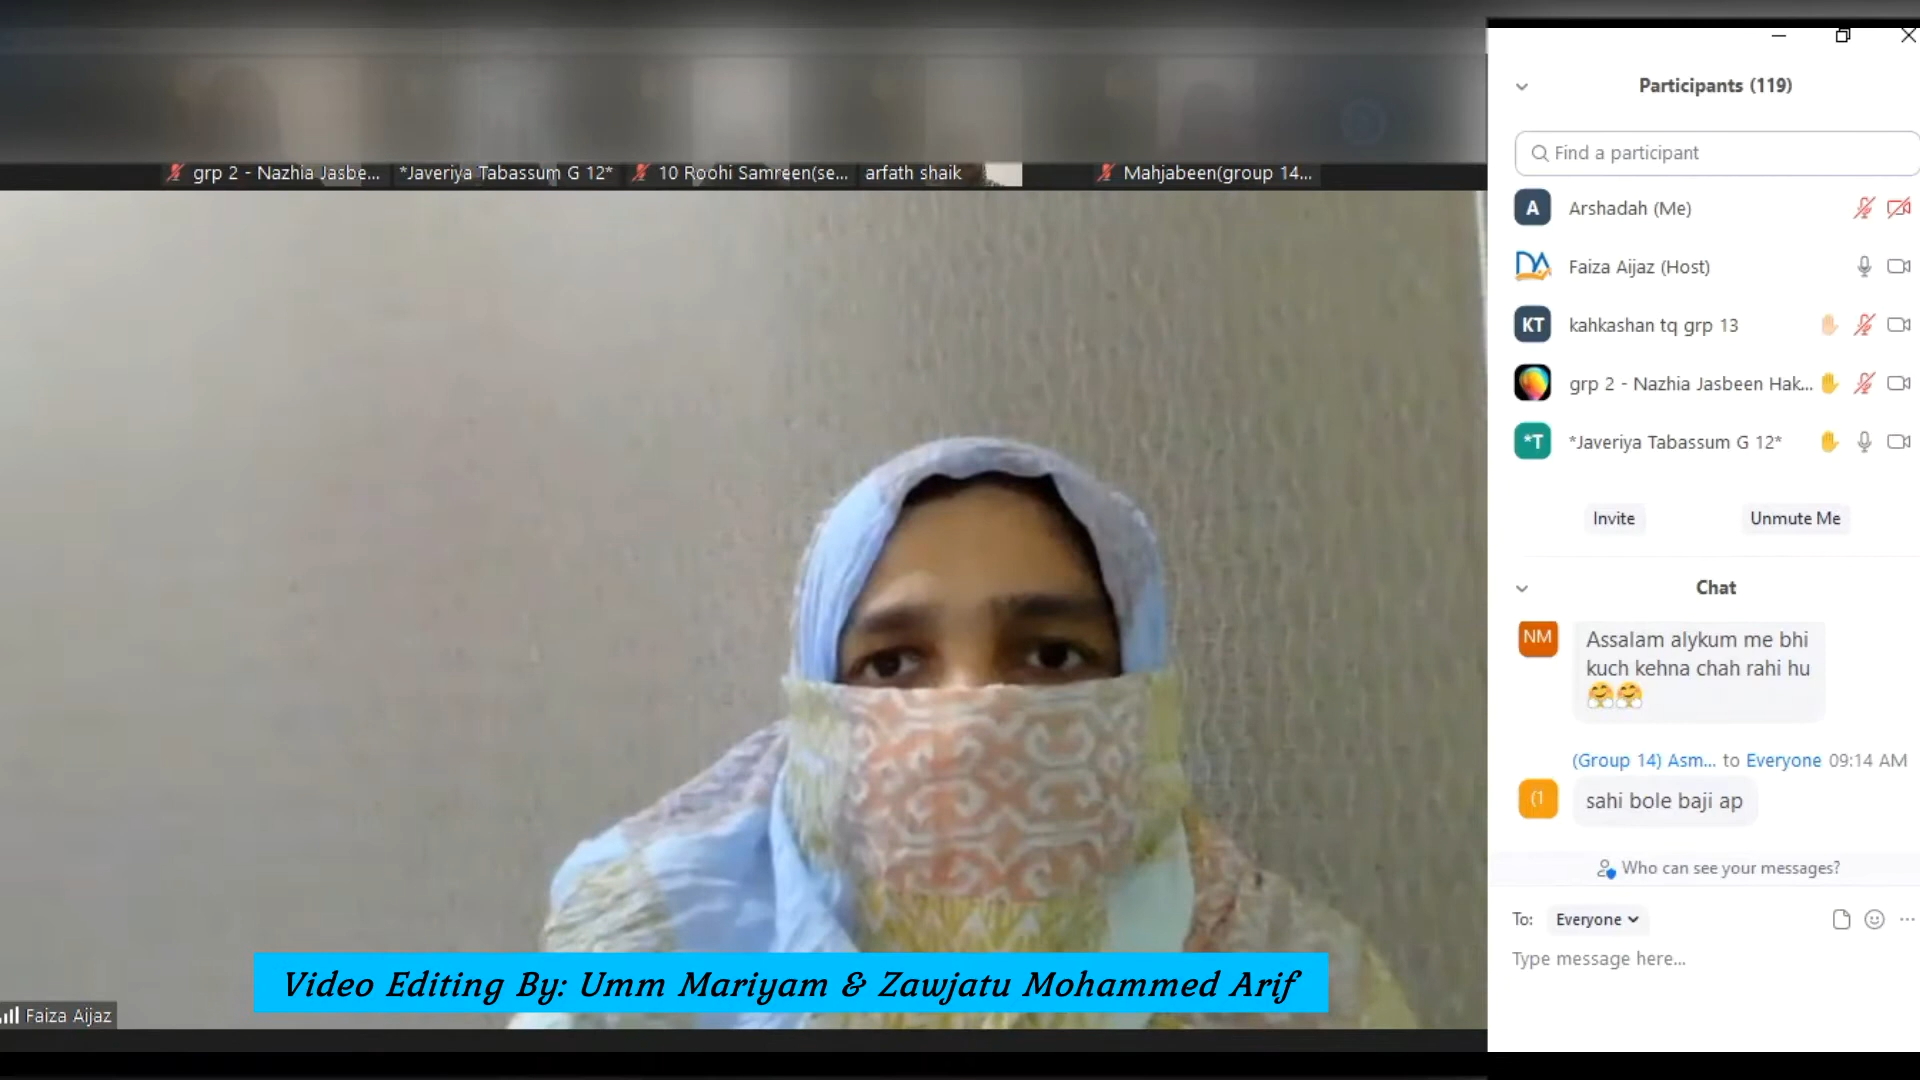 Participants (119)
grp 2 - Nazhia Jasbe...
*Javeriya Tabassum G 12*
10 Roohi Samreen(se...
arfath shaik
Mahjabeen(group 14...
Find a participant
A
Arshadah (Me)
DA
Faiza Aijaz (Host)
KT
kahkashan tq grp 13
grp 2 - Nazhia Jasbeen Hak...
*T
*Javeriya Tabassum G 12*
Invite
Unmute Me
Chat
NM
Assalam alykum me bhi
kuch kehna chah rahi hu
🤗🤗
(Group 14) Asm... to Everyone 09:14 AM
(1
sahi bole baji ap
Who can see your messages?
To: Everyone
Type message here...
Video Editing By: Umm Mariyam & Zawjatu Mohammed Arif
Faiza Aijaz